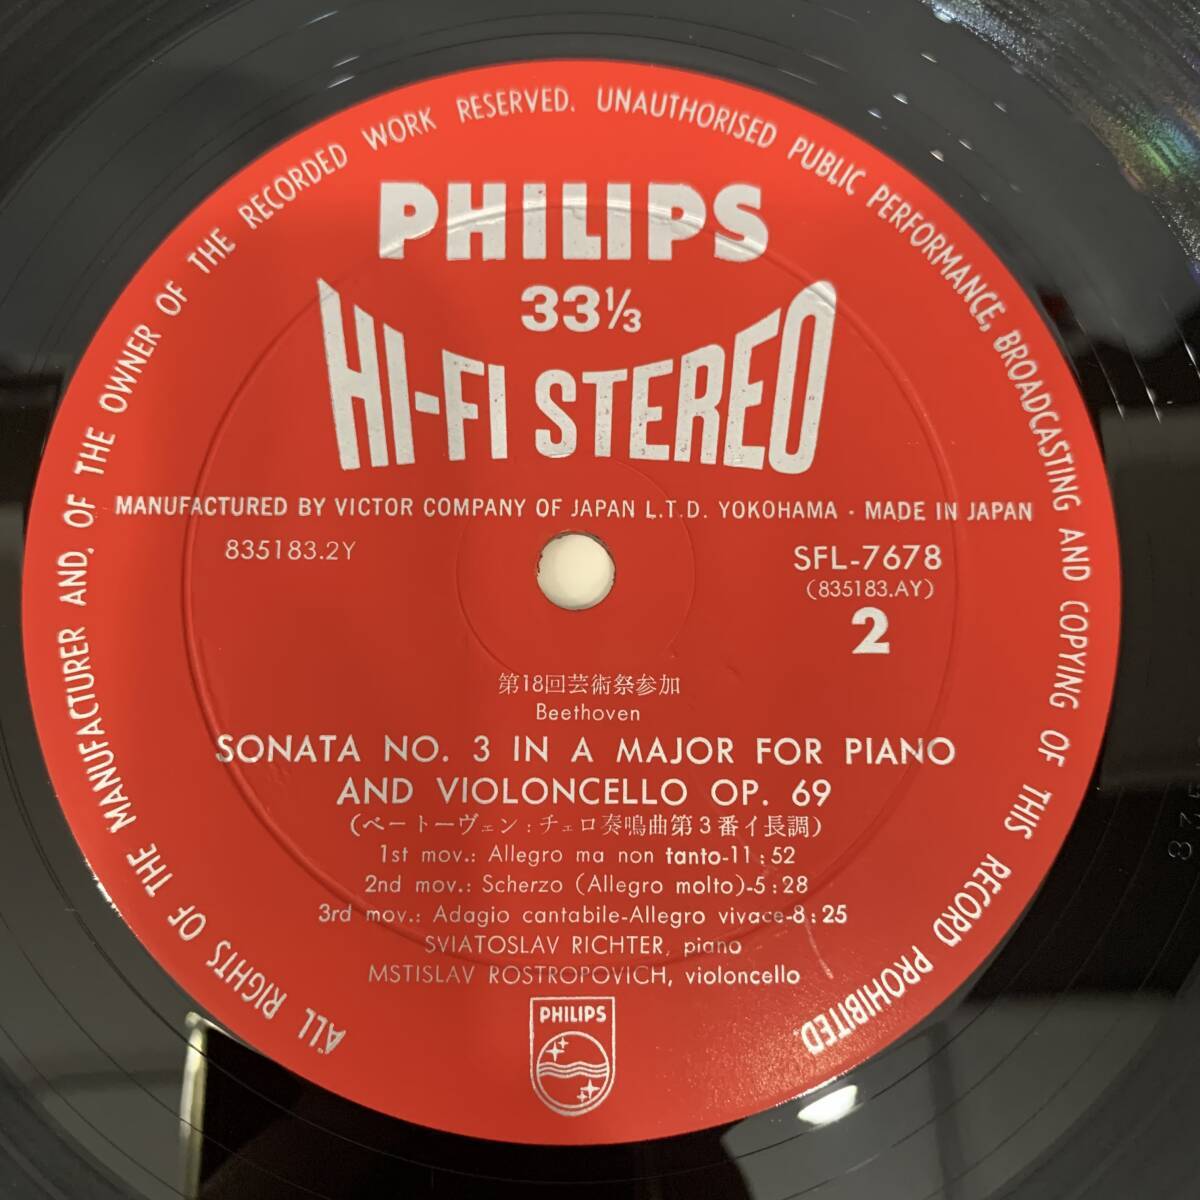 ALL RIGHTS OF THE MANUFACTURER AND, OF THE OWNER OF THE RECORDED WORK RESERVED. UNAUTHORISED PUBLIC PERFORMANCE, BROADCASTING AND COPYING OF THIS RECORD PROHIBITED.
PHILIPS
33⅓
HI-FI STEREO
MANUFACTURED BY VICTOR COMPANY OF JAPAN L.T.D. YOKOHAMA · MADE IN JAPAN
835183.2Y
SFL-7678
(835183.AY)
2
第18回芸術祭参加
Beethoven
SONATA NO. 3 IN A MAJOR FOR PIANO
AND VIOLONCELLO OP. 69
(ベートーヴェン:チェロ奏鳴曲第3番イ長調)
1st mov.: Allegro ma non tanto-11:52
2nd mov.: Scherzo (Allegro molto)-5:28
3rd mov.: Adagio cantabile-Allegro vivace-8:25
SVIATOSLAV RICHTER, piano
MSTISLAV ROSTROPOVICH, violoncello
PHILIPS